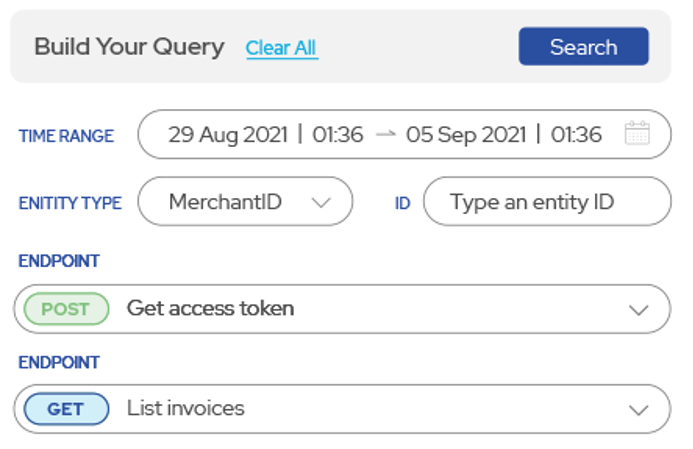 Build Your Query Clear All Search
TIME RANGE 29 Aug 2021 | 01:36 → 05 Sep 2021 | 01:36
ENITITY TYPE MerchantID ID Type an entity ID
ENDPOINT
POST Get access token
ENDPOINT
GET List invoices